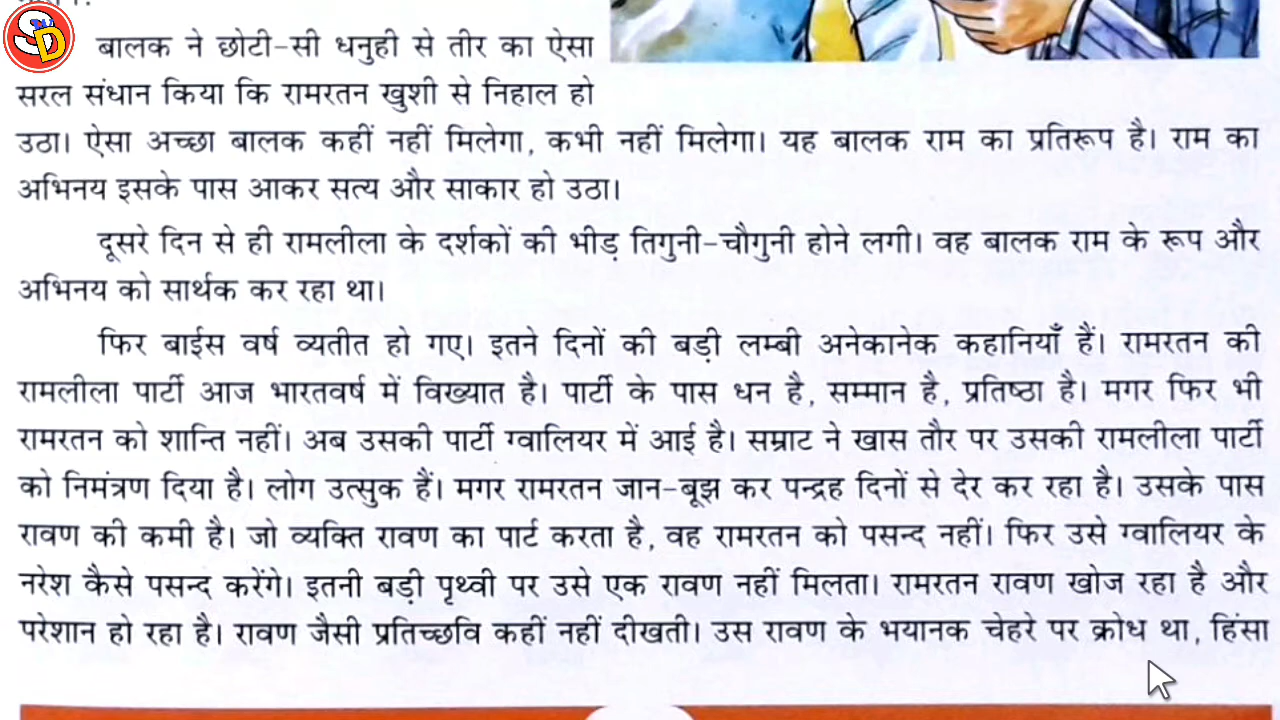 बालक ने छोटी-सी धनुही से तीर का ऐसा
सरल संधान किया कि रामरतन खुशी से निहाल हो
उठा। ऐसा अच्छा बालक कहीं नहीं मिलेगा, कभी नहीं मिलेगा। यह बालक राम का प्रतिरूप है। राम का
अभिनय इसके पास आकर सत्य और साकार हो उठा।
दूसरे दिन से ही रामलीला के दर्शकों की भीड़ तिगुनी-चौगुनी होने लगी। वह बालक राम के रूप और
अभिनय को सार्थक कर रहा था।
फिर बाईस वर्ष व्यतीत हो गए। इतने दिनों की बड़ी लम्बी अनेकानेक कहानियाँ हैं। रामरतन की
रामलीला पार्टी आज भारतवर्ष में विख्यात है। पार्टी के पास धन है, सम्मान है, प्रतिष्ठा है। मगर फिर भी
रामरतन को शान्ति नहीं। अब उसकी पार्टी ग्वालियर में आई है। सम्राट ने खास तौर पर उसकी रामलीला पार्टी
को निमंत्रण दिया है। लोग उत्सुक हैं। मगर रामरतन जान-बूझ कर पन्द्रह दिनों से देर कर रहा है। उसके पास
रावण की कमी है। जो व्यक्ति रावण का पार्ट करता है, वह रामरतन को पसन्द नहीं। फिर उसे ग्वालियर के
नरेश कैसे पसन्द करेंगे। इतनी बड़ी पृथ्वी पर उसे एक रावण नहीं मिलता। रामरतन रावण खोज रहा है और
परेशान हो रहा है। रावण जैसी प्रतिच्छवि कहीं नहीं दीखती। उस रावण के भयानक चेहरे पर क्रोध था, हिंसा